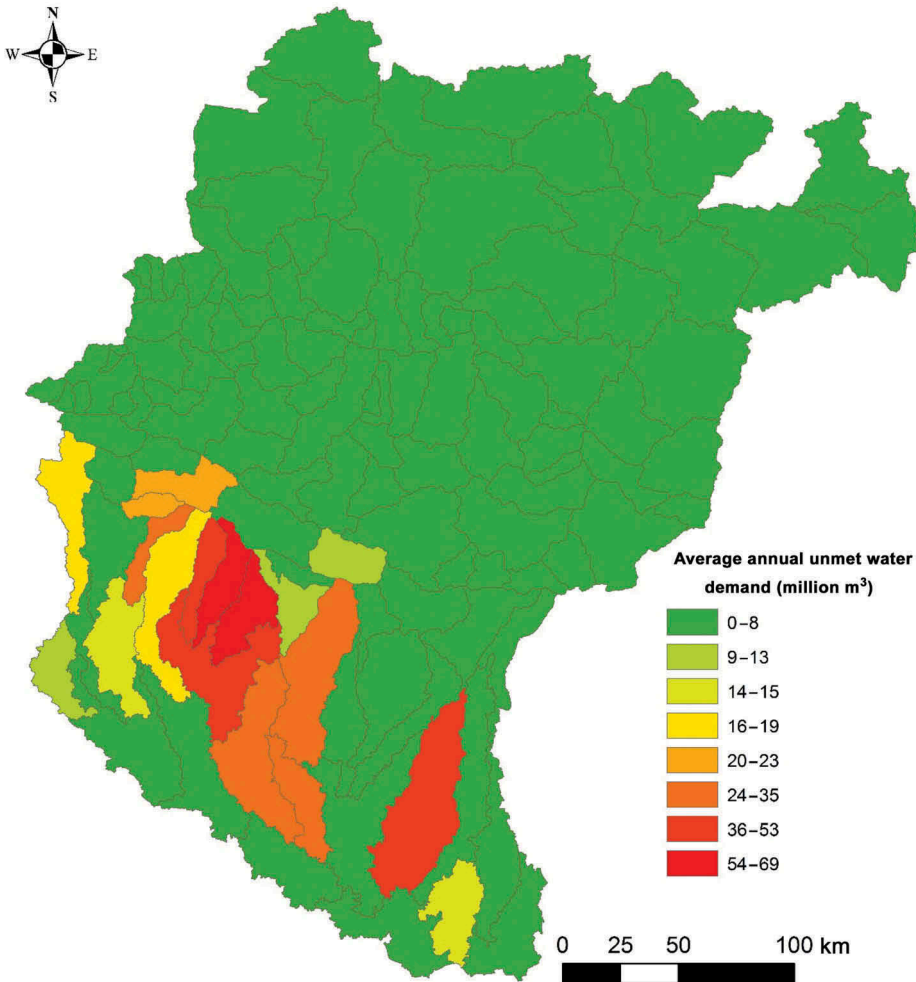 N
W E
S
Average annual unmet water
demand (million m³)
0–8
9–13
14–15
16–19
20–23
24–35
36–53
54–69
0 25 50 100 km